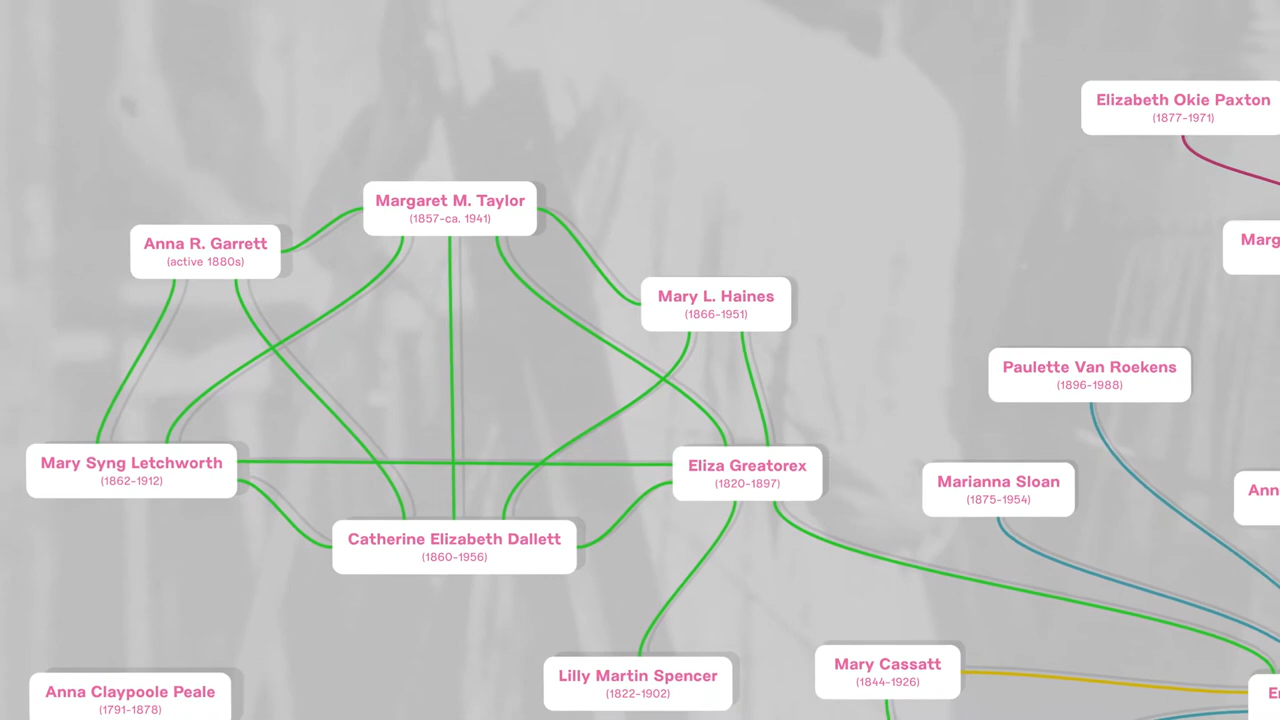 Elizabeth Okie Paxton
(1877-1971)
Margaret M. Taylor
(1857-ca. 1941)
Anna R. Garrett
(active 1880s)
Marg
Mary L. Haines
(1866-1951)
Paulette Van Roekens
(1896-1988)
Mary Syng Letchworth
(1862-1912)
Eliza Greatorex
(1820-1897)
Marianna Sloan
(1875-1954)
Ann
Catherine Elizabeth Dallett
(1860-1956)
Lilly Martin Spencer
(1822-1902)
Mary Cassatt
(1844-1926)
Anna Claypoole Peale
(1791-1878)